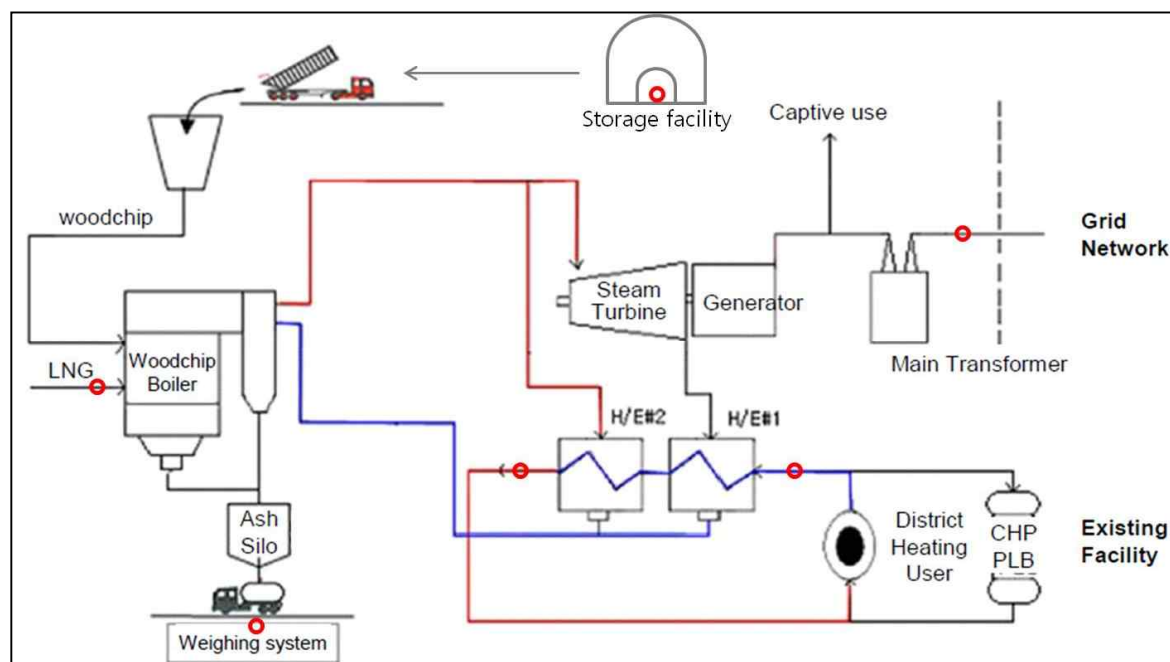 Storage facility
Captive use
woodchip
Grid
Network
Steam
Turbine
Generator
Main Transformer
LNG
Woodchip
Boiler
H/E#2
H/E#1
Ash
Silo
District
Heating
User
CHP
PLB
Existing
Facility
Weighing system